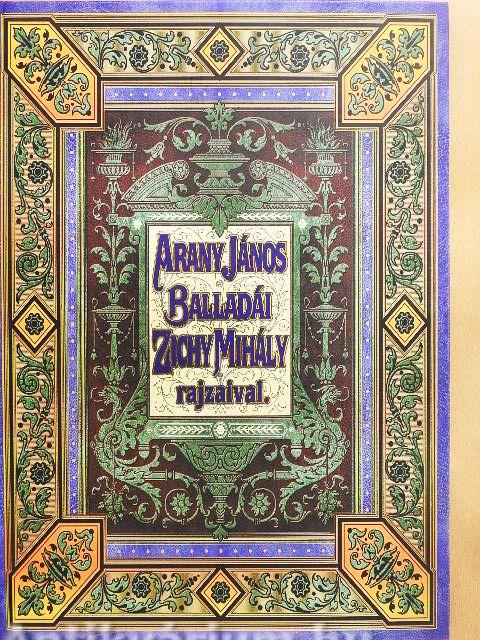 ARANY JÁNOS
BALLADÁI
ZICHY MIHÁLY
rajzaival.